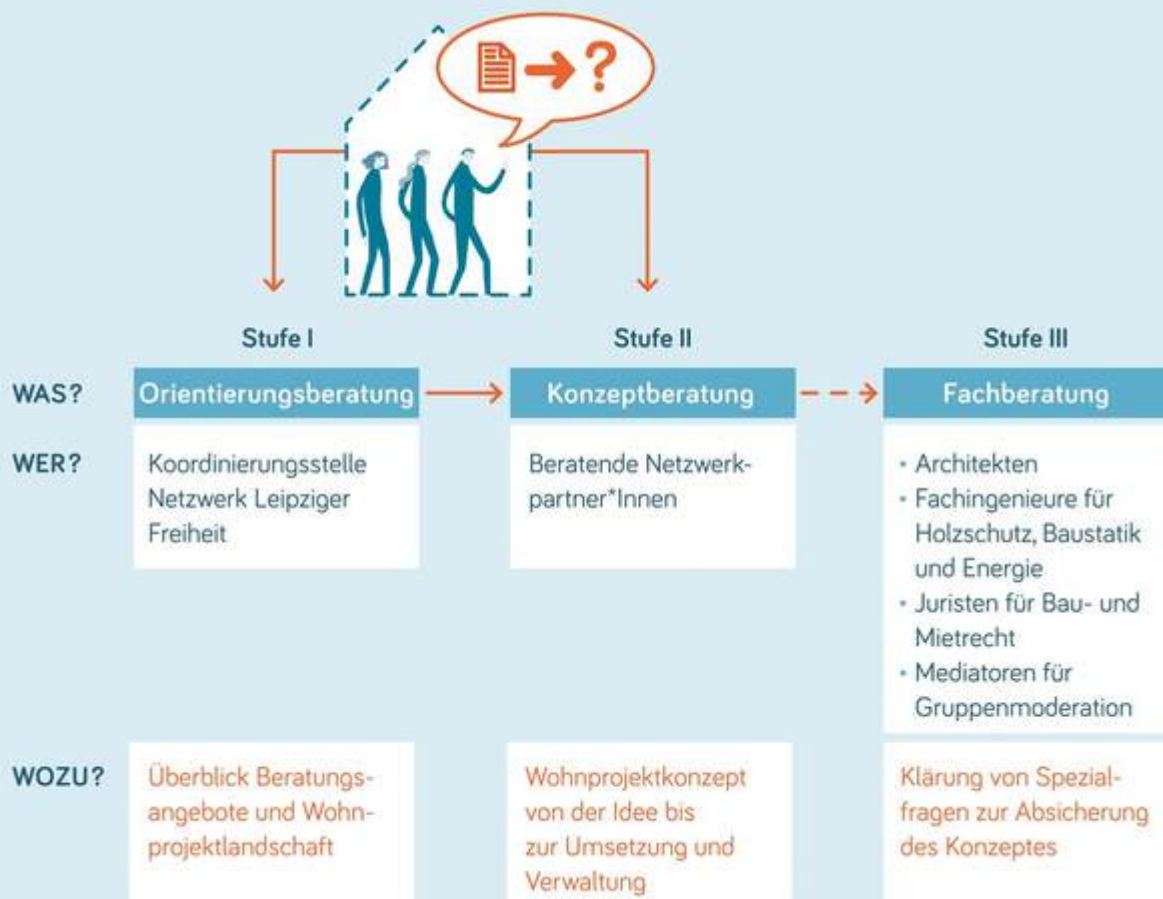 ?
Stufe I
Stufe II
Stufe III
WAS?
Orientierungsberatung
Konzeptberatung
Fachberatung
WER?
Koordinierungsstelle
Netzwerk Leipziger
Freiheit
Beratende Netzwerk-
partner*Innen
• Architekten
• Fachingenieure für
Holzschutz, Baustatik
und Energie
• Juristen für Bau- und
Mietrecht
• Mediatoren für
Gruppenmoderation
WOZU?
Überblick Beratungs-
angebote und Wohn-
projektlandschaft
Wohnprojektkonzept
von der Idee bis
zur Umsetzung und
Verwaltung
Klärung von Spezial-
fragen zur Absicherung
des Konzeptes